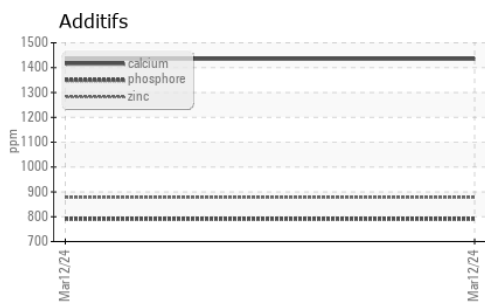 Additifs
1500
1400
1300
1200
1100
1000
900
800
700
ppm
calcium
phosphore
zinc
Mar12/24
Mar12/24